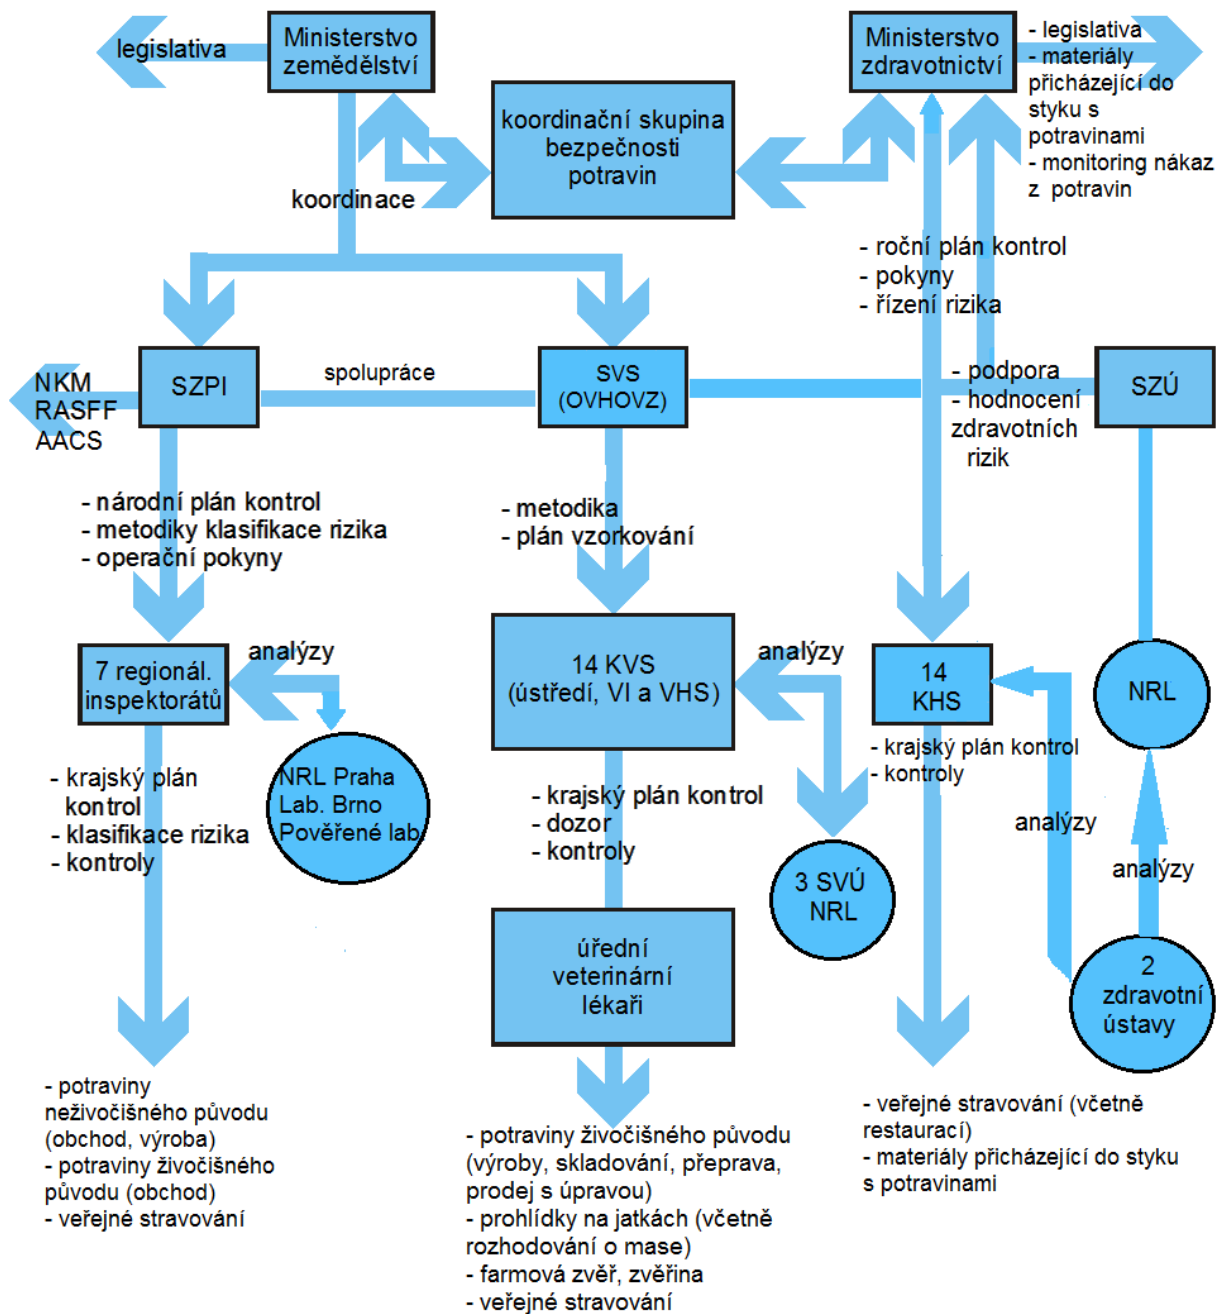 legislativa
Ministerstvo
zemědělství
Ministerstvo
zdravotnictví
- legislativa
- materiály
přicházející do
styku s
potravinami
- monitoring nákaz
z potravin
koordinační skupina
bezpečnosti
potravin
koordinace
- roční plán kontrol
- pokyny
- řízení rizika
NKM
RASFF
AACS
SZPI
spolupráce
SVS
(OVHOVZ)
- podpora
- hodnocení
zdravotních
rizik
SZÚ
- národní plán kontrol
- metodiky klasifikace rizika
- operační pokyny
- metodika
- plán vzorkování
7 regionál.
inspektorátů
analýzy
14 KVS
(ústředí, VI a VHS)
analýzy
14
KHS
NRL
- krajský plán
kontrol
- klasifikace rizika
- kontroly
NRL Praha
Lab. Brno
Pověřené lab.
- krajský plán kontrol
- dozor
- kontroly
- krajský plán kontrol
- kontroly
analýzy
analýzy
3 SVÚ
NRL
úřední
veterinární
lékaři
2
zdravotní
ústavy
- potraviny
neživočišného původu
(obchod, výroba)
- potraviny živočišného
původu (obchod)
- veřejné stravování
- potraviny živočišného původu
(výroby, skladování, přeprava,
prodej s úpravou)
- prohlídky na jatkách (včetně
rozhodování o mase)
- farmová zvěř, zvěřina
- veřejné stravování
- veřejné stravování (včetně
restaurací)
- materiály přicházející do styku
s potravinami